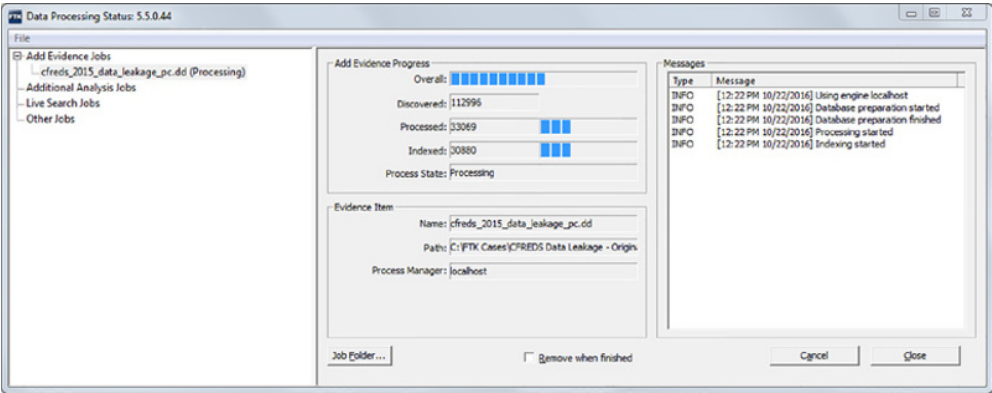 FTK Data Processing Status: 5.5.0.44
File
Add Evidence Jobs
cfreds_2015_data_leakage_pc.dd (Processing)
Additional Analysis Jobs
Live Search Jobs
Other Jobs
Add Evidence Progress
Overall:
Discovered: 112996
Processed: 33069
Indexed: 30880
Process State: Processing
Evidence Item
Name: cfreds_2015_data_leakage_pc.dd
Path: C:\FTK Cases\CFREDS Data Leakage - Origin
Process Manager: localhost
Job Folder...
Remove when finished
Messages
Type Message
INFO [12:22 PM 10/22/2016] Using engine localhost
INFO [12:22 PM 10/22/2016] Database preparation started
INFO [12:22 PM 10/22/2016] Database preparation finished
INFO [12:22 PM 10/22/2016] Processing started
INFO [12:22 PM 10/22/2016] Indexing started
Cancel
Close